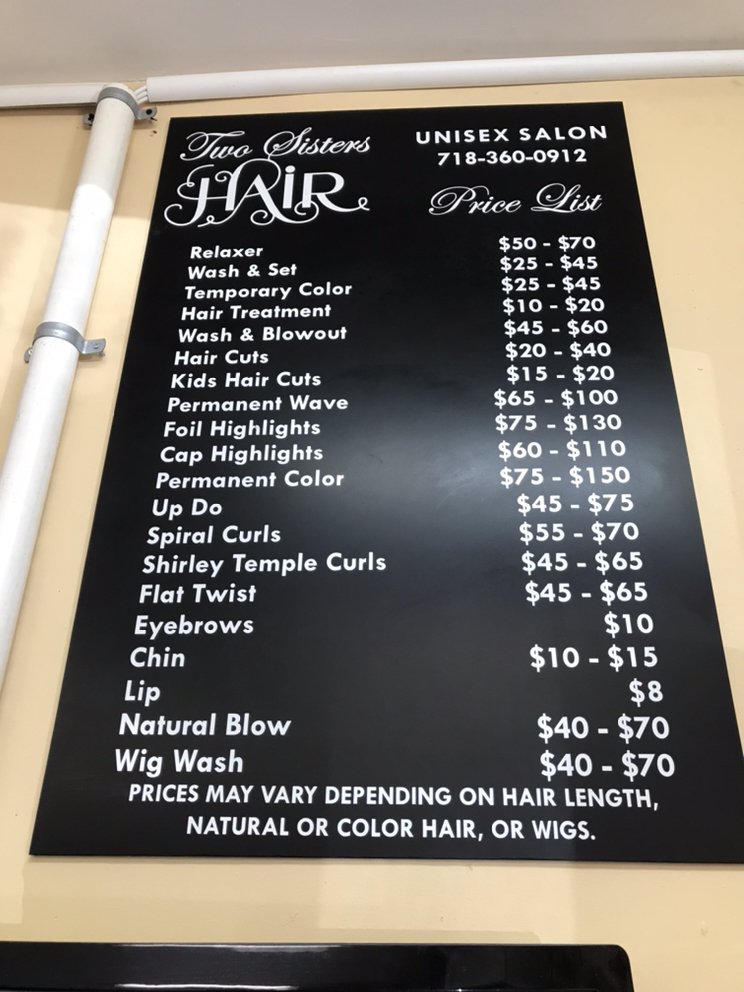 Two Sisters
HAiR
UNISEX SALON
718-360-0912
Price List
Relaxer $50 - $70
Wash & Set $25 - $45
Temporary Color $25 - $45
Hair Treatment $10 - $20
Wash & Blowout $45 - $60
Hair Cuts $20 - $40
Kids Hair Cuts $15 - $20
Permanent Wave $65 - $100
Foil Highlights $75 - $130
Cap Highlights $60 - $110
Permanent Color $75 - $150
Up Do $45 - $75
Spiral Curls $55 - $70
Shirley Temple Curls $45 - $65
Flat Twist $45 - $65
Eyebrows $10
Chin $10 - $15
Lip $8
Natural Blow $40 - $70
Wig Wash $40 - $70
PRICES MAY VARY DEPENDING ON HAIR LENGTH,
NATURAL OR COLOR HAIR, OR WIGS.